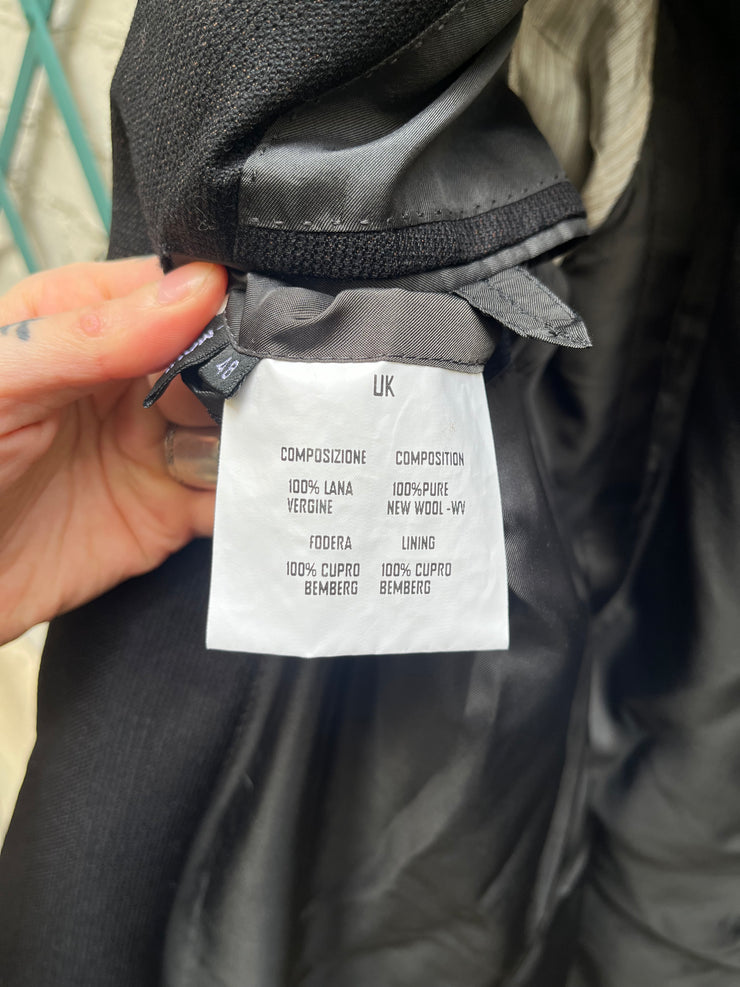 48
UK
COMPOSIZIONE COMPOSITION
100% LANA 100%PURE
VERGINE NEW WOOL -WV
FODERA LINING
100% CUPRO 100% CUPRO
BEMBERG BEMBERG